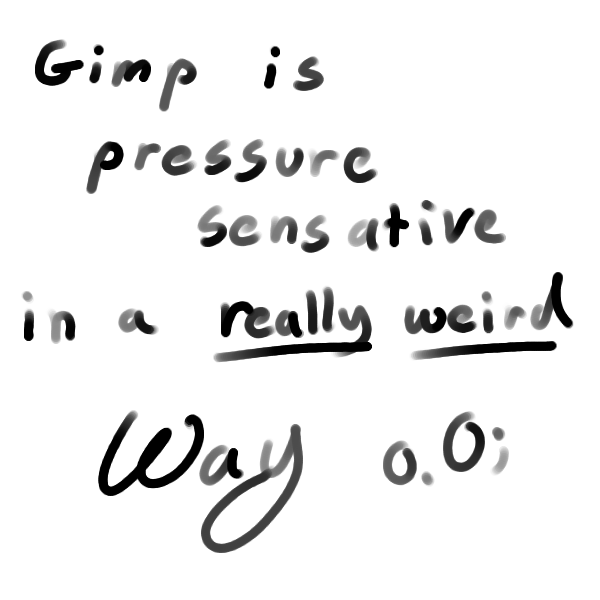 Gimp is
pressure
sensative
in a really weird
Way o.O;